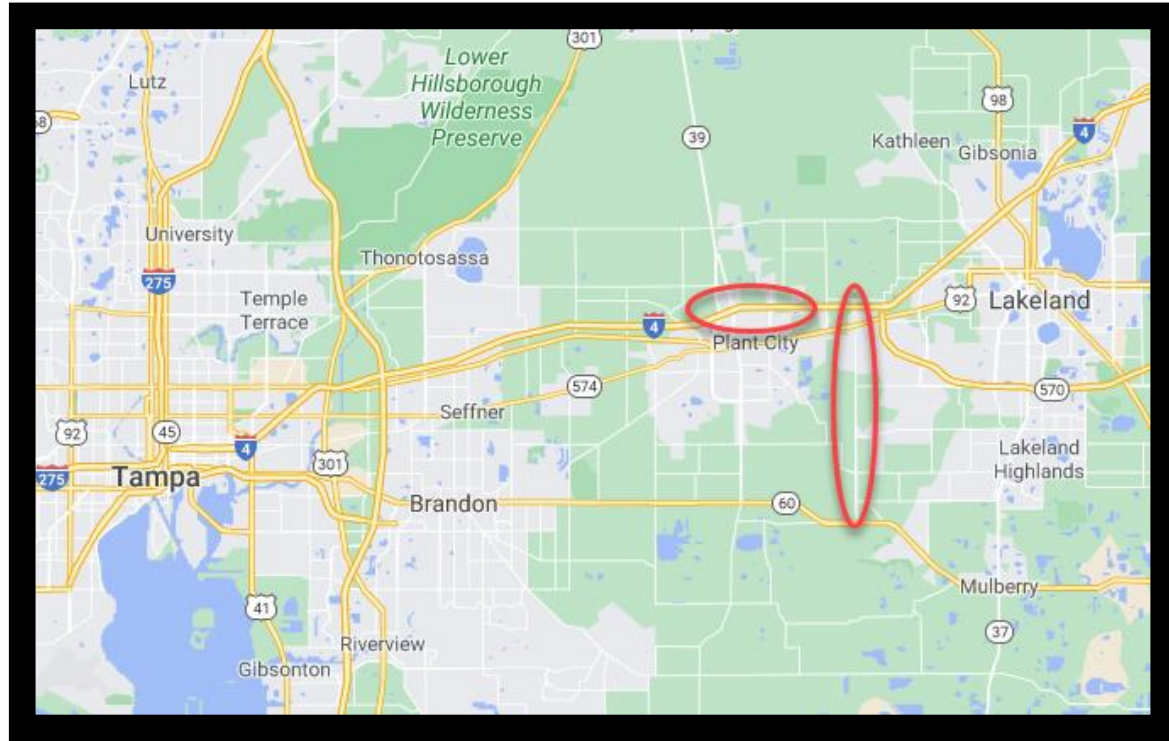 301
Lower
Hillsborough
Wilderness
Preserve
Lutz
98
4
39
Kathleen
Gibsonia
University
Thonotosassa
275
Temple
Terrace
4
Plant City
92
Lakeland
574
570
Seffner
92
45
4
301
Lakeland
Highlands
275
Tampa
Brandon
60
Mulberry
41
37
Riverview
Gibsonton